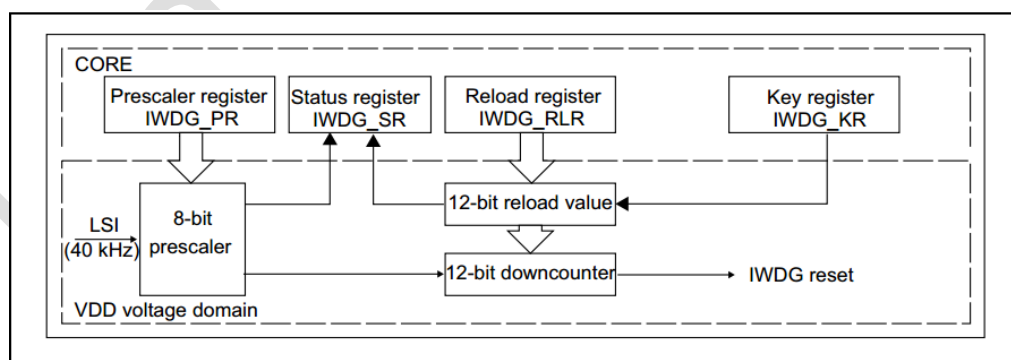 CORE
Prescaler register
IWDG_PR
Status register
IWDG_SR
Reload register
IWDG_RLR
Key register
IWDG_KR
LSI
(40 kHz)
8-bit
prescaler
12-bit reload value
12-bit downcounter
IWDG reset
VDD voltage domain